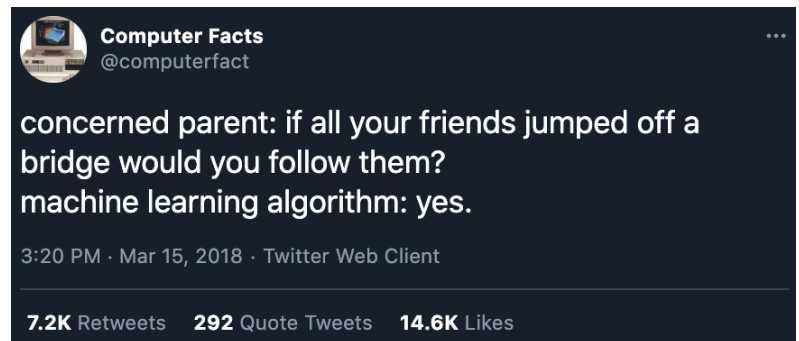 Computer Facts
@computerfact
concerned parent: if all your friends jumped off a
bridge would you follow them?
machine learning algorithm: yes.
3:20 PM · Mar 15, 2018 · Twitter Web Client
7.2K Retweets 292 Quote Tweets 14.6K Likes